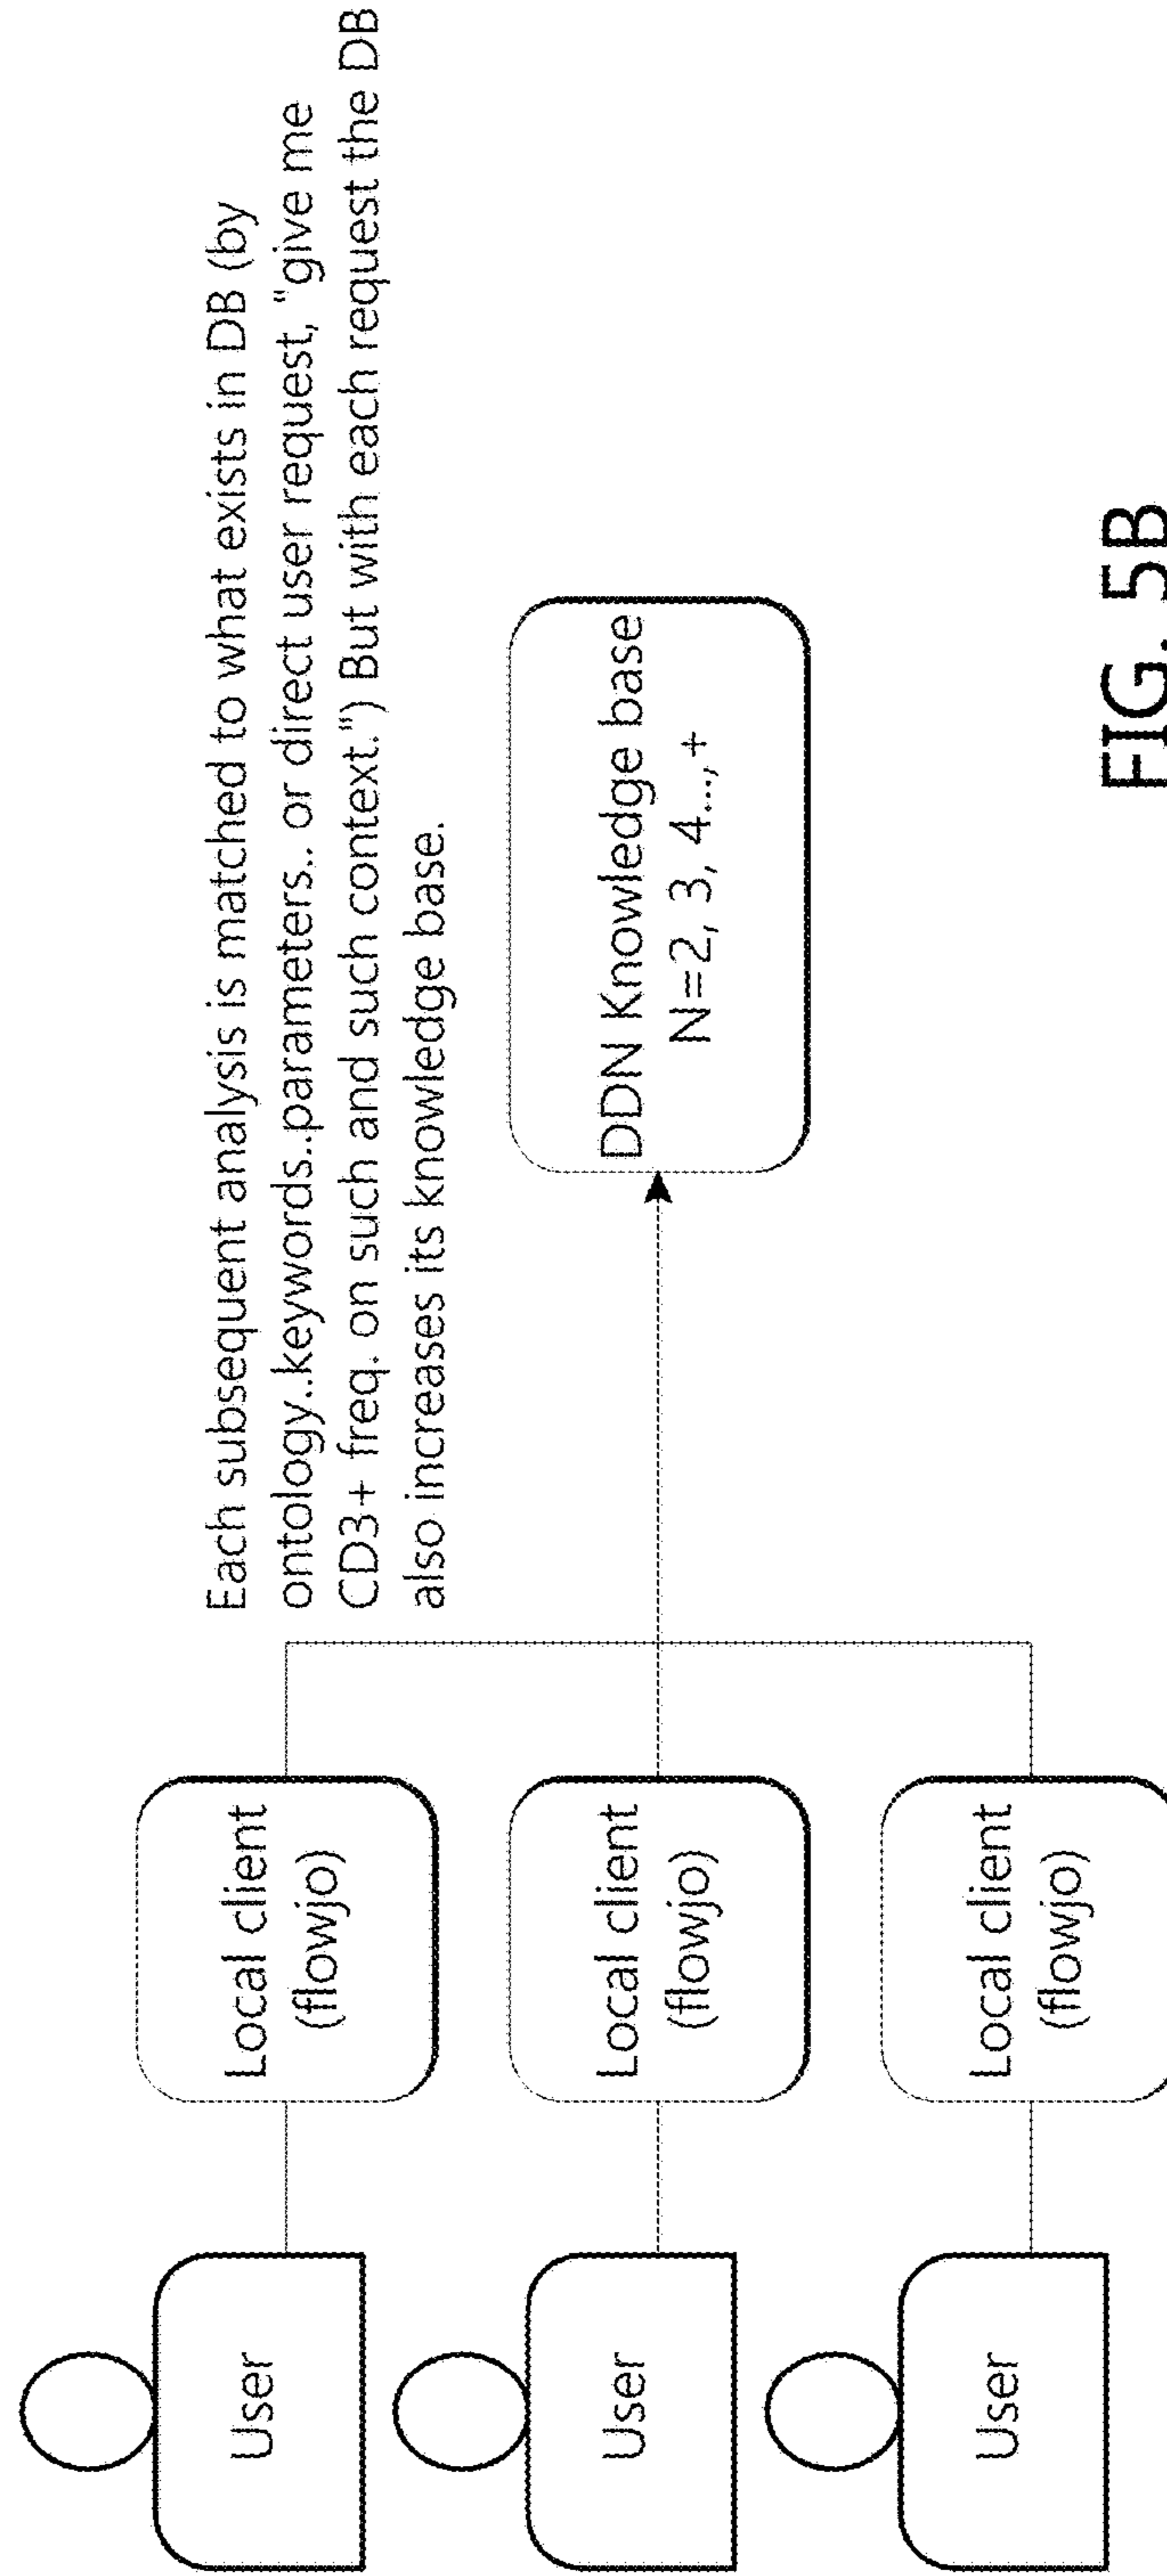 Each subsequent analysis is matched to what exists in DB (by
ontology..keywords..parameters.. or direct user request, "give me
CD3+ freq. on such and such context.") But with each request the DB
also increases its knowledge base.
User
Local client
(flowjo)
User
Local client
(flowjo)
DDN Knowledge base
N=2, 3, 4...,+
User
Local client
(flowjo)
FIG. 5B